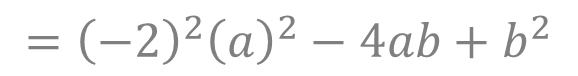 = (−2)²(a)² − 4ab + b²